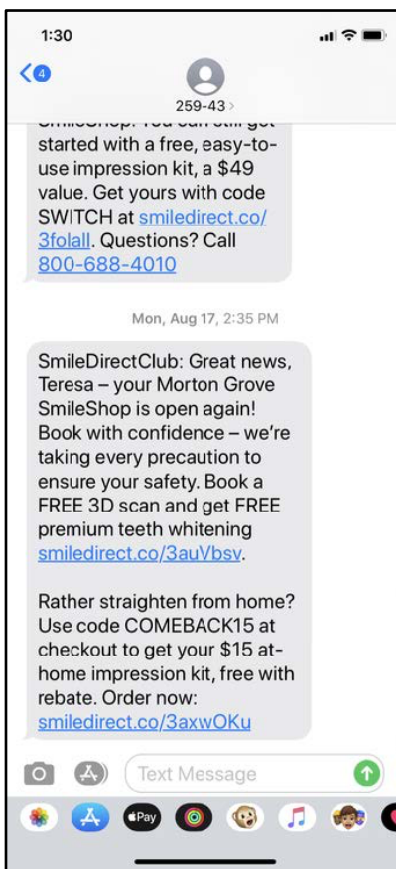 1:30
4
259-43
started with a free, easy-to-
use impression kit, a $49
value. Get yours with code
SWITCH at smiledirect.co/
3folall. Questions? Call
800-688-4010
Mon, Aug 17, 2:35 PM
SmileDirectClub: Great news,
Teresa – your Morton Grove
SmileShop is open again!
Book with confidence – we're
taking every precaution to
ensure your safety. Book a
FREE 3D scan and get FREE
premium teeth whitening
smiledirect.co/3auVbsv.
Rather straighten from home?
Use code COMEBACK15 at
checkout to get your $15 at-
home impression kit, free with
rebate. Order now:
smiledirect.co/3axwOKu
Text Message
Pay